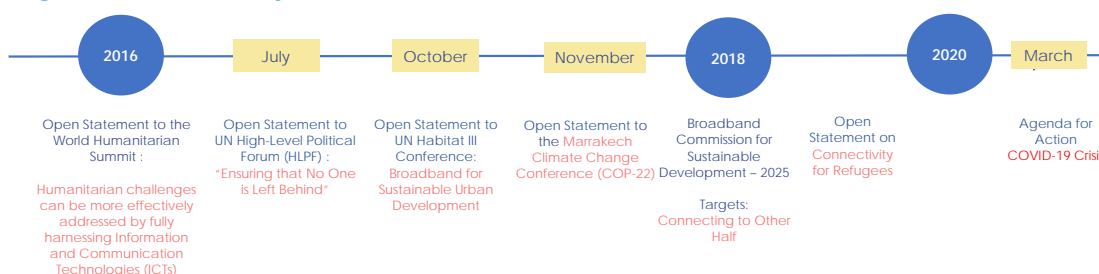 2016
July
October
November
2018
2020
March
Open Statement to the
World Humanitarian
Summit :
Humanitarian challenges
can be more effectively
addressed by fully
harnessing Information
and Communication
Technologies (ICTs)
Open Statement to
UN High-Level Political
Forum (HLPF) :
“Ensuring that No One
is Left Behind”
Open Statement to
UN Habitat III
Conference:
Broadband for
Sustainable Urban
Development
Open Statement to
the Marrakech
Climate Change
Conference (COP-22)
Broadband
Commission for
Sustainable
Development – 2025
Targets:
Connecting to Other
Half
Open
Statement on
Connectivity
for Refugees
Agenda for
Action
COVID-19 Crisi